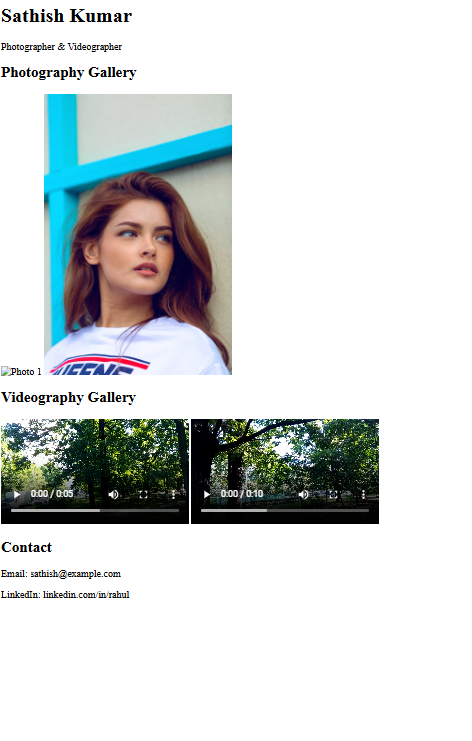 Sathish Kumar
Photographer & Videographer
Photography Gallery
Photo 1
Videography Gallery
0:00 / 0:05
0:00 / 0:10
Contact
Email: sathish@example.com
LinkedIn: linkedin.com/in/rahul